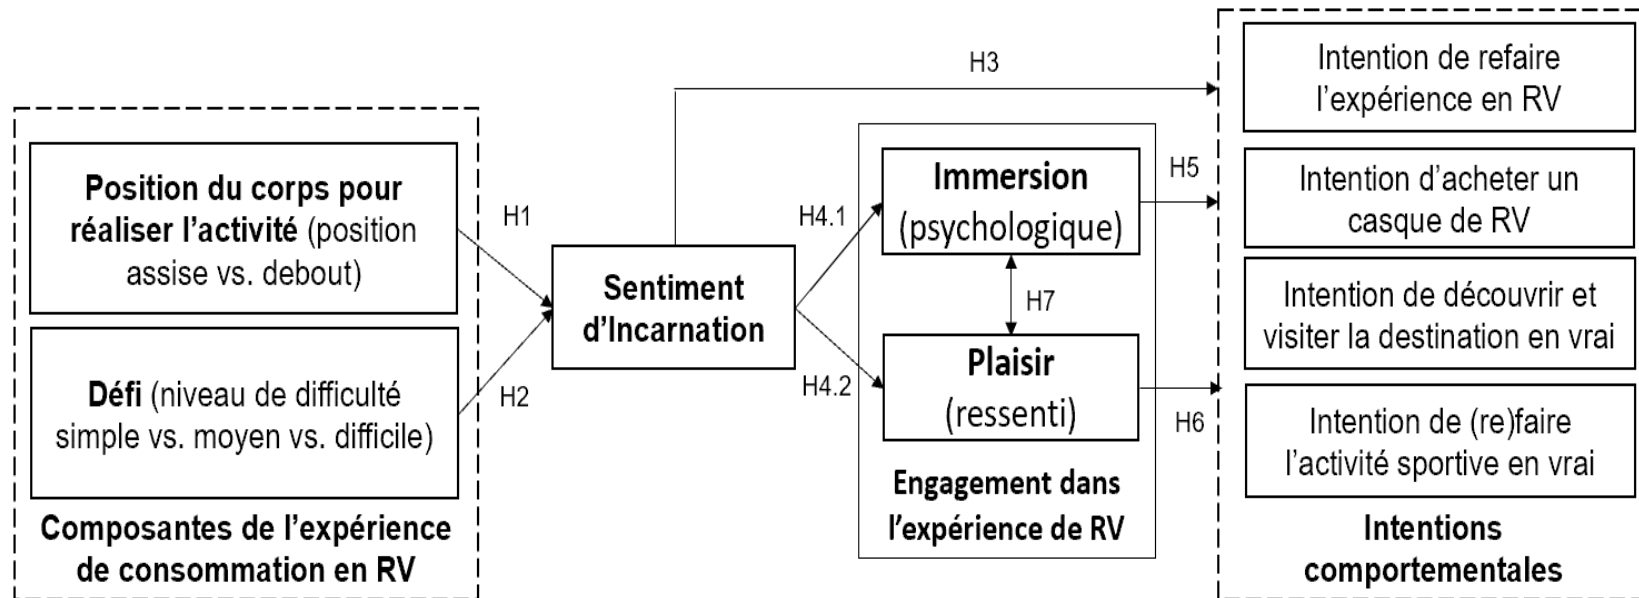 Position du corps pour
réaliser l'activité (position
assise vs. debout)
Défi (niveau de difficulté
simple vs. moyen vs. difficile)
Composantes de l'expérience
de consommation en RV
H1
H2
Sentiment
d'Incarnation
H3
H4.1
H4.2
Immersion
(psychologique)
H7
Plaisir
(ressenti)
Engagement dans
l'expérience de RV
H5
H6
Intention de refaire
l'expérience en RV
Intention d'acheter un
casque de RV
Intention de découvrir et
visiter la destination en vrai
Intention de (re)faire
l'activité sportive en vrai
Intentions
comportementales